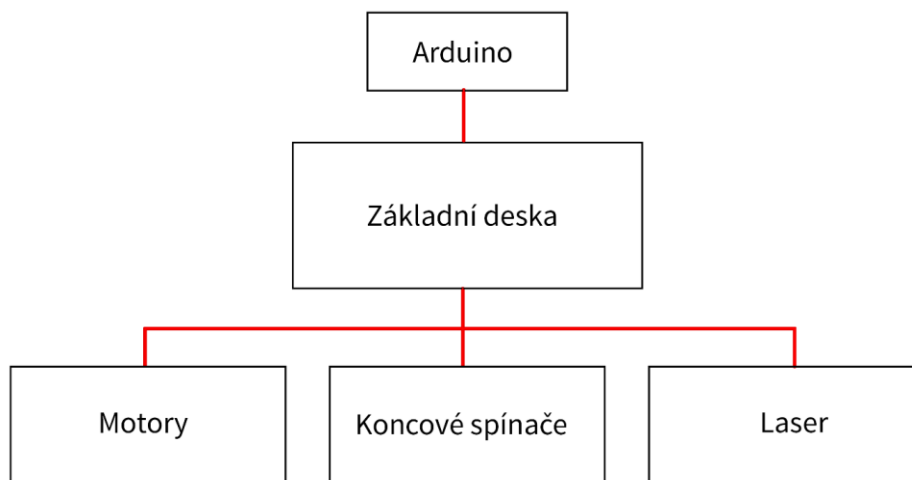 Arduino
Základní deska
Motory
Koncové spínače
Laser